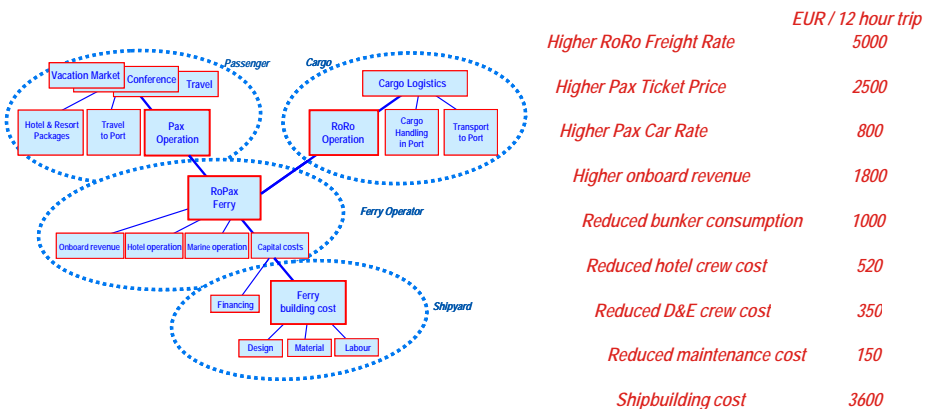 EUR / 12 hour trip
Higher RoRo Freight Rate 5000
Higher Pax Ticket Price 2500
Higher Pax Car Rate 800
Higher onboard revenue 1800
Reduced bunker consumption 1000
Reduced hotel crew cost 520
Reduced D&E crew cost 350
Reduced maintenance cost 150
Shipbuilding cost 3600
Passenger
Vacation Market
Conference
Travel
Hotel & Resort
Packages
Travel
to Port
Pax
Operation
Cargo
Cargo Logistics
RoRo
Operation
Cargo
Handling
in Port
Transport
to Port
RoPax
Ferry
Ferry Operator
Onboard revenue
Hotel operation
Marine operation
Capital costs
Financing
Ferry
building cost
Shipyard
Design
Material
Labour